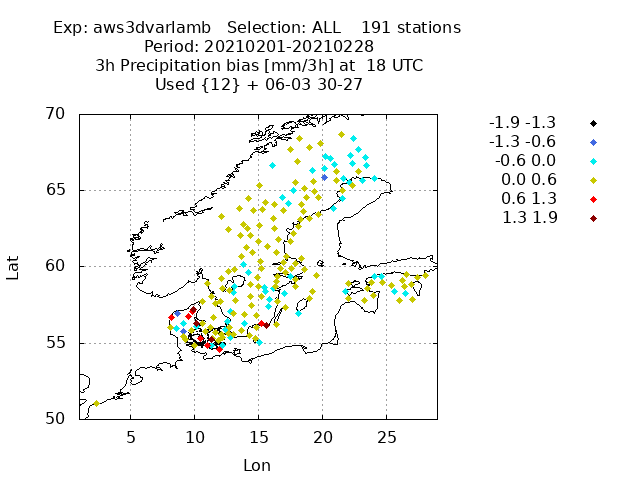 Exp: aws3dvarlamb Selection: ALL 191 stations
Period: 20210201-20210228
3h Precipitation bias [mm/3h] at 18 UTC
Used {12} + 06-03 30-27
70
65
60
55
50
Lat
5
10
15
20
25
Lon
-1.9 -1.3
-1.3 -0.6
-0.6 0.0
0.0 0.6
0.6 1.3
1.3 1.9